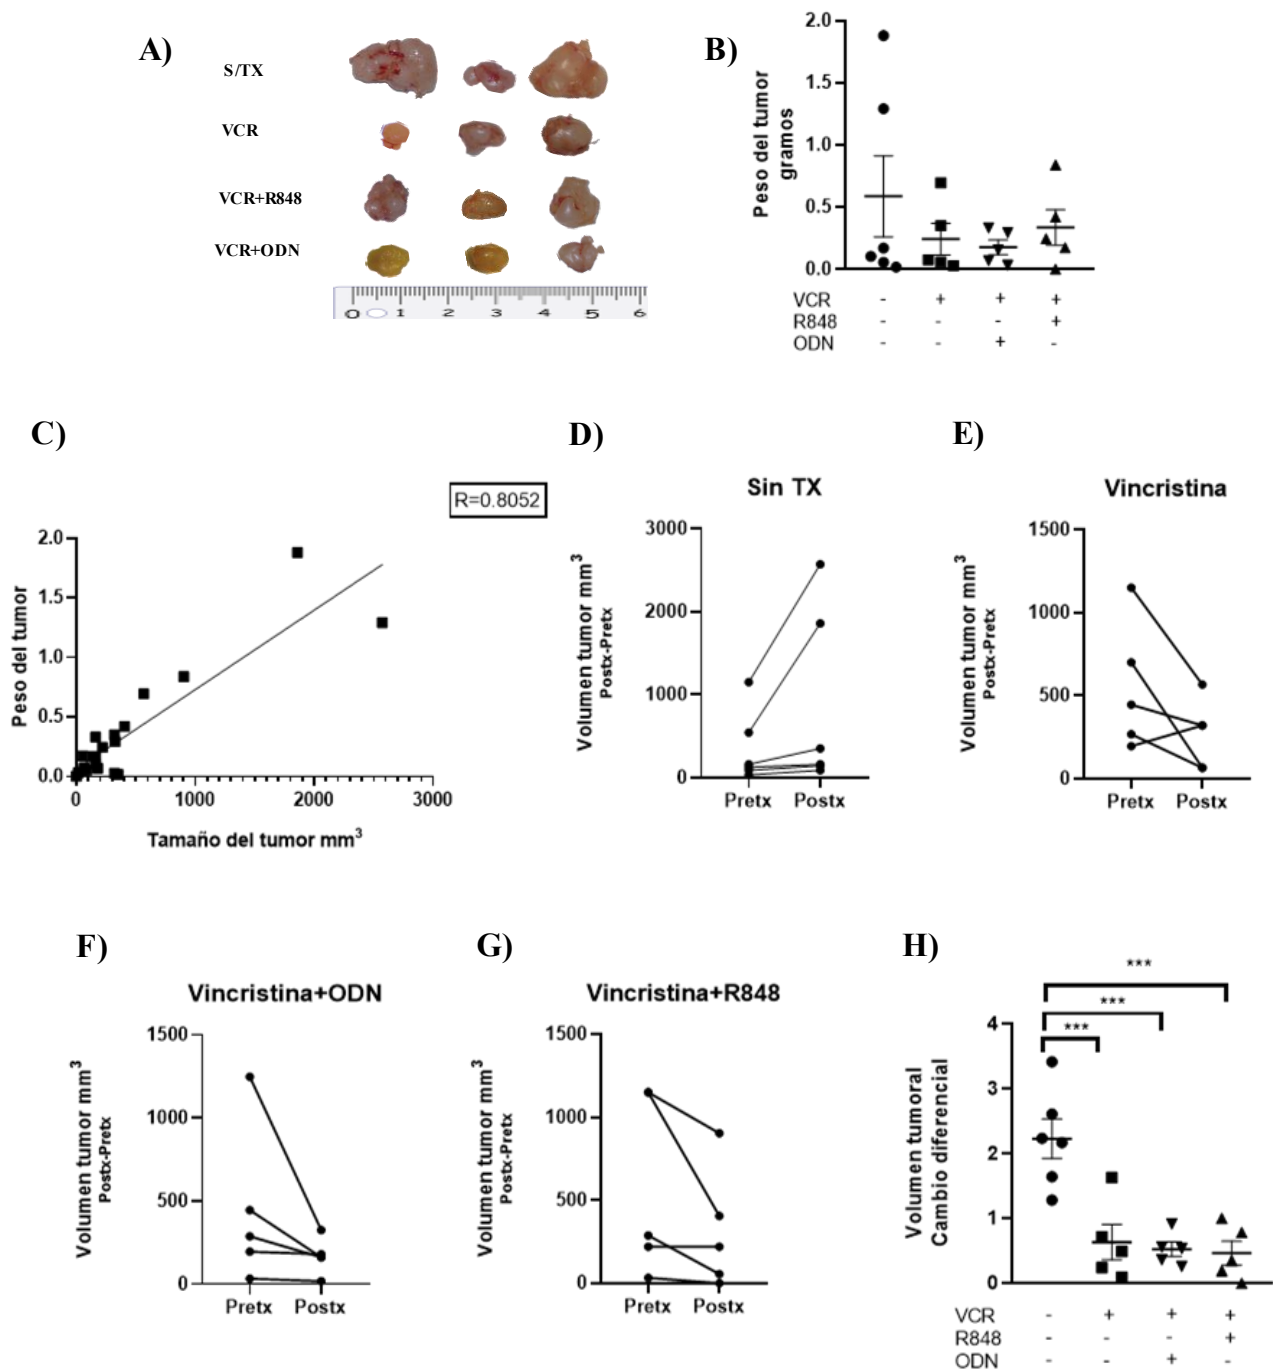 A)
S/TX
VCR
VCR+R848
VCR+ODN
0 1 2 3 4 5 6
B)
Peso del tumor
gramos
2.0
1.5
1.0
0.5
0.0
VCR - + + +
R848 - - - +
ODN - - + -
C)
R=0.8052
Peso del tumor
2.0
1.5
1.0
0.5
0.0
0 1000 2000 3000
Tamaño del tumor mm³
D)
Sin TX
Volumen tumor mm³
Postx-Pretx
3000
2000
1000
0
Pretx Postx
E)
Vincristina
Volumen tumor mm³
Postx-Pretx
1500
1000
500
0
Pretx Postx
F)
Vincristina+ODN
Volumen tumor mm³
Postx-Pretx
1500
1000
500
0
Pretx Postx
G)
Vincristina+R848
Volumen tumor mm³
Postx-Pretx
1500
1000
500
0
Pretx Postx
H)
***
***
***
Volumen tumoral
Cambio diferencial
4
3
2
1
0
VCR - + + +
R848 - - - +
ODN - - + -